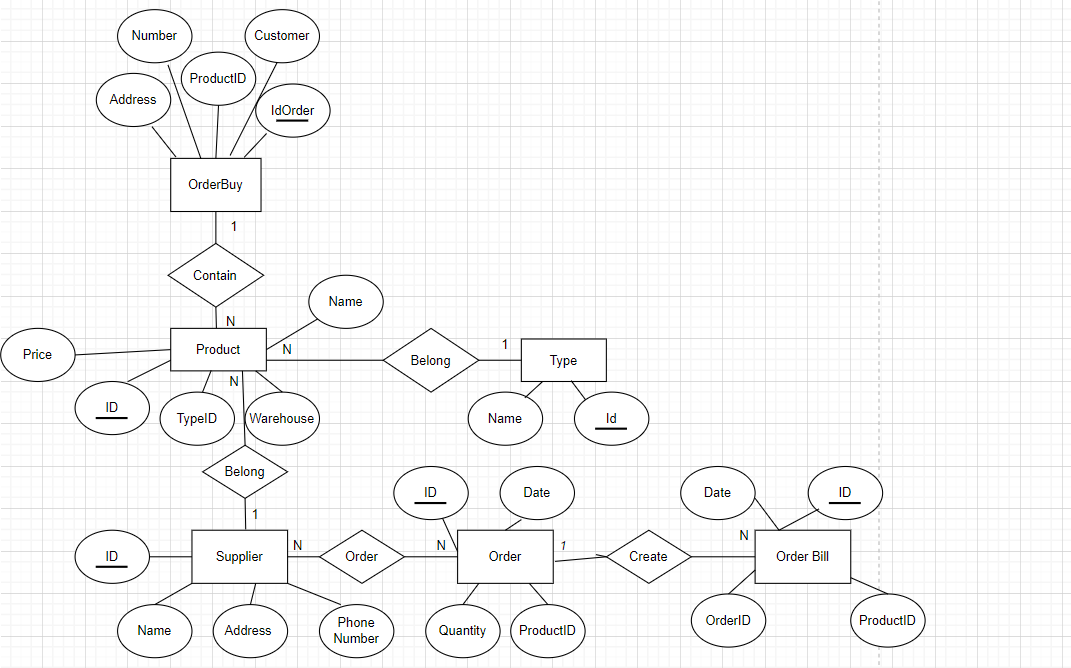 Number
Customer
ProductID
Address
IdOrder
OrderBuy
1
Contain
Name
N
Price
Product
N
Belong
1
Type
N
ID
TypeID
Warehouse
Name
Id
Belong
1
ID
Date
Date
ID
ID
Supplier
N
Order
N
Order
1
Create
N
Order Bill
Name
Address
Phone
Number
Quantity
ProductID
OrderID
ProductID